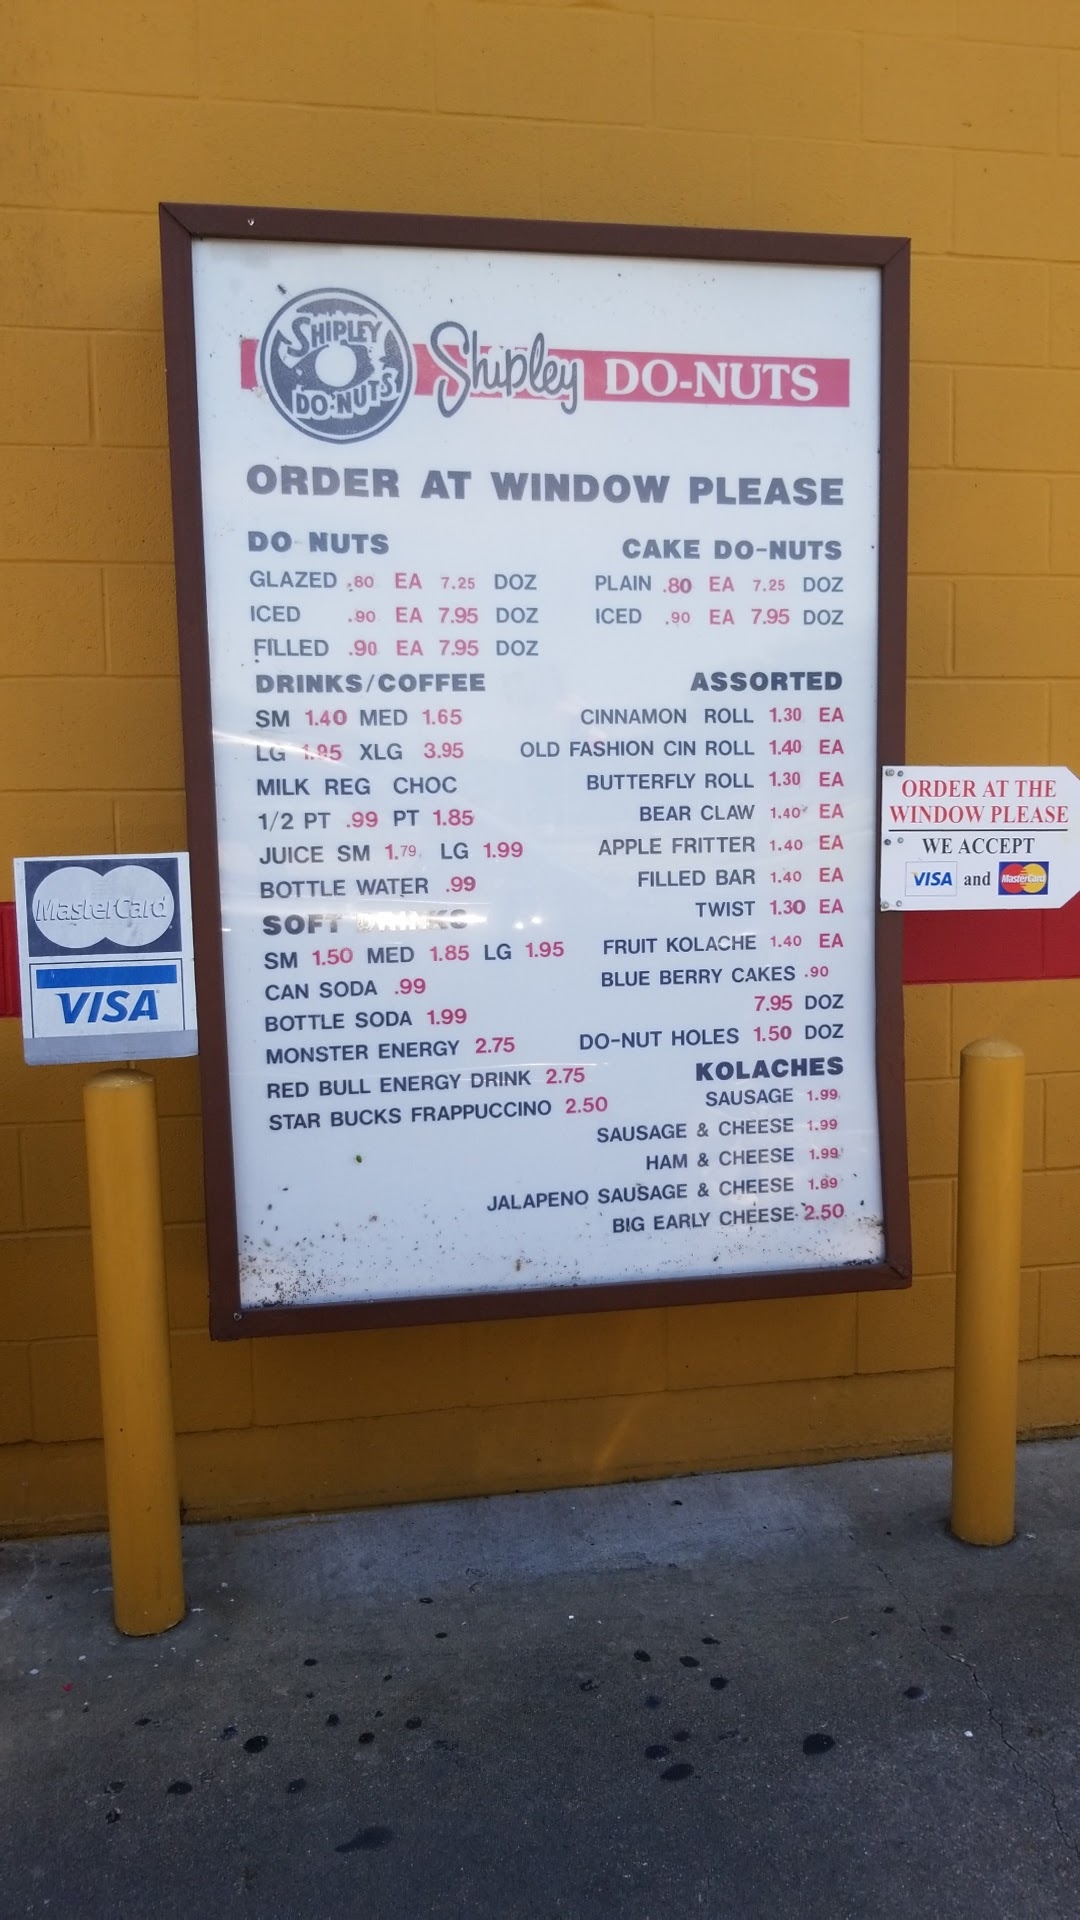 SHIPLEY
DO-NUTS
Shipley DO-NUTS
ORDER AT WINDOW PLEASE
DO NUTS
GLAZED .80 EA 7.25 DOZ
ICED .90 EA 7.95 DOZ
FILLED .90 EA 7.95 DOZ
DRINKS/COFFEE
SM 1.40 MED 1.65
LG 1.95 XLG 3.95
MILK REG CHOC
1/2 PT .99 PT 1.85
JUICE SM 1.79 LG 1.99
BOTTLE WATER .99
SOFT DRINKS
SM 1.50 MED 1.85 LG 1.95
CAN SODA .99
BOTTLE SODA 1.99
MONSTER ENERGY 2.75
RED BULL ENERGY DRINK 2.75
STAR BUCKS FRAPPUCCINO 2.50
CAKE DO-NUTS
PLAIN .80 EA 7.25 DOZ
ICED .90 EA 7.95 DOZ
ASSORTED
CINNAMON ROLL 1.30 EA
OLD FASHION CIN ROLL 1.40 EA
BUTTERFLY ROLL 1.30 EA
BEAR CLAW 1.40 EA
APPLE FRITTER 1.40 EA
FILLED BAR 1.40 EA
TWIST 1.30 EA
FRUIT KOLACHE 1.40 EA
BLUE BERRY CAKES .90
7.95 DOZ
DO-NUT HOLES 1.50 DOZ
KOLACHES
SAUSAGE 1.99
SAUSAGE & CHEESE 1.99
HAM & CHEESE 1.99
JALAPENO SAUSAGE & CHEESE 1.99
BIG EARLY CHEESE 2.50
MasterCard
VISA
ORDER AT THE
WINDOW PLEASE
WE ACCEPT
VISA and MasterCard